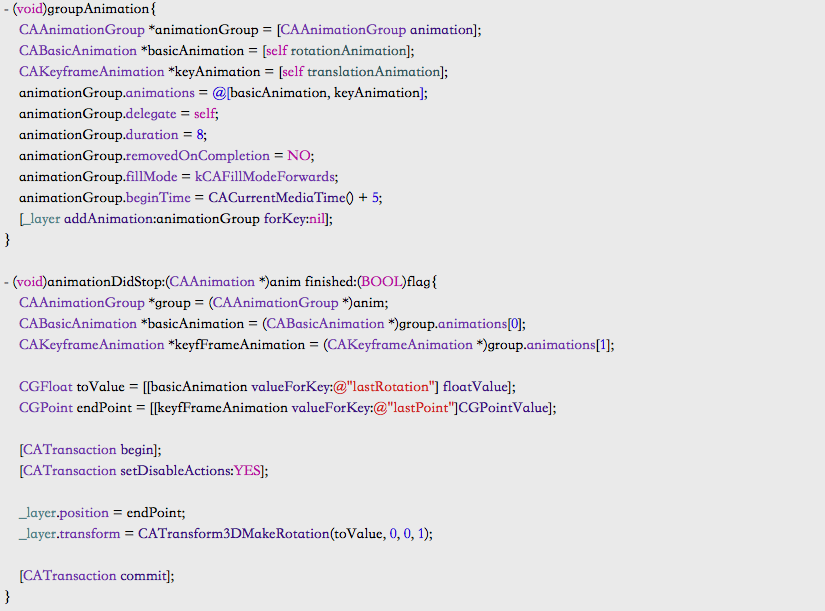 - (void)groupAnimation{
CAAnimationGroup *animationGroup = [CAAnimationGroup animation];
CABasicAnimation *basicAnimation = [self rotationAnimation];
CAKeyframeAnimation *keyAnimation = [self translationAnimation];
animationGroup.animations = @[basicAnimation, keyAnimation];
animationGroup.delegate = self;
animationGroup.duration = 8;
animationGroup.removedOnCompletion = NO;
animationGroup.fillMode = kCAFillModeForwards;
animationGroup.beginTime = CACurrentMediaTime() + 5;
[_layer addAnimation:animationGroup forKey:nil];
}
- (void)animationDidStop:(CAAnimation *)anim finished:(BOOL)flag{
CAAnimationGroup *group = (CAAnimationGroup *)anim;
CABasicAnimation *basicAnimation = (CABasicAnimation *)group.animations[0];
CAKeyframeAnimation *keyfFrameAnimation = (CAKeyframeAnimation *)group.animations[1];
CGFloat toValue = [[basicAnimation valueForKey:@"lastRotation"] floatValue];
CGPoint endPoint = [[keyfFrameAnimation valueForKey:@"lastPoint"]CGPointValue];
[CATransaction begin];
[CATransaction setDisableActions:YES];
_layer.position = endPoint;
_layer.transform = CATransform3DMakeRotation(toValue, 0, 0, 1);
[CATransaction commit];
}